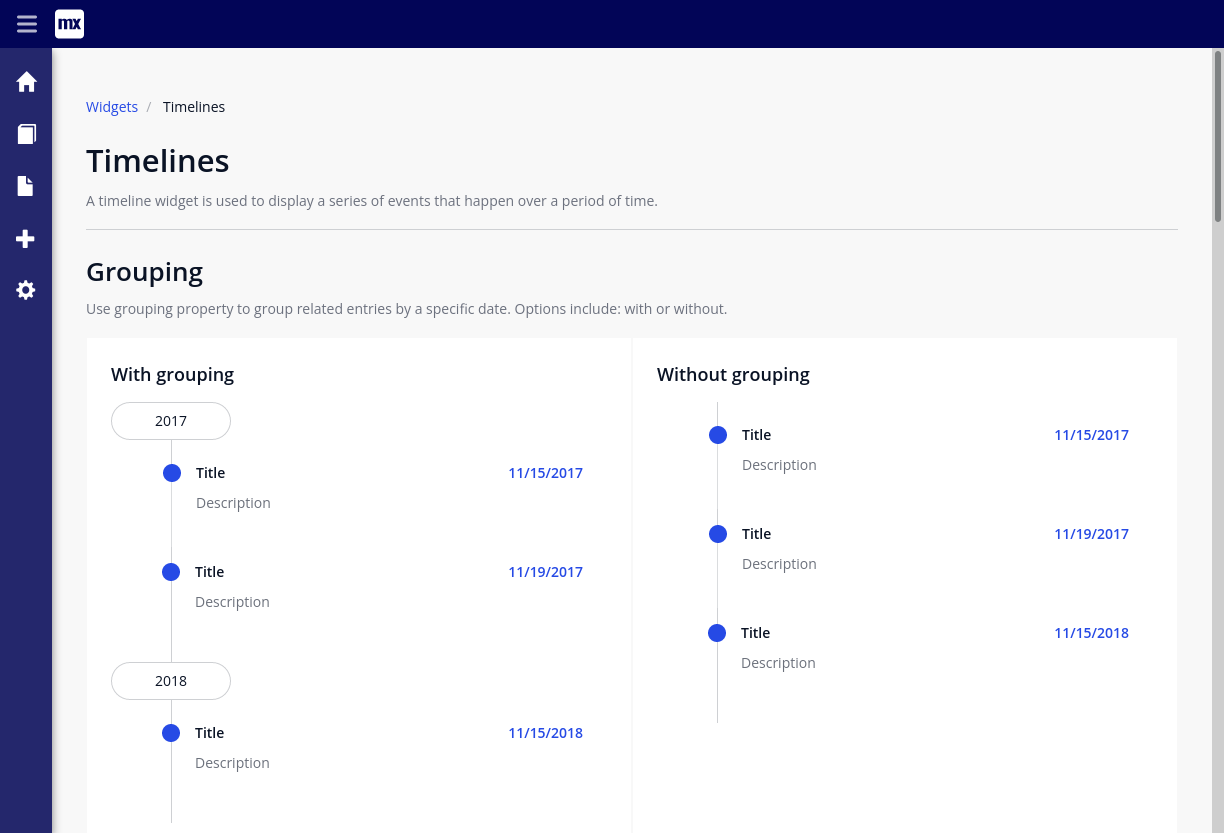 mx
Widgets / Timelines
Timelines
A timeline widget is used to display a series of events that happen over a period of time.
Grouping
Use grouping property to group related entries by a specific date. Options include: with or without.
With grouping
2017
Title 11/15/2017
Description
Title 11/19/2017
Description
2018
Title 11/15/2018
Description
Without grouping
Title 11/15/2017
Description
Title 11/19/2017
Description
Title 11/15/2018
Description